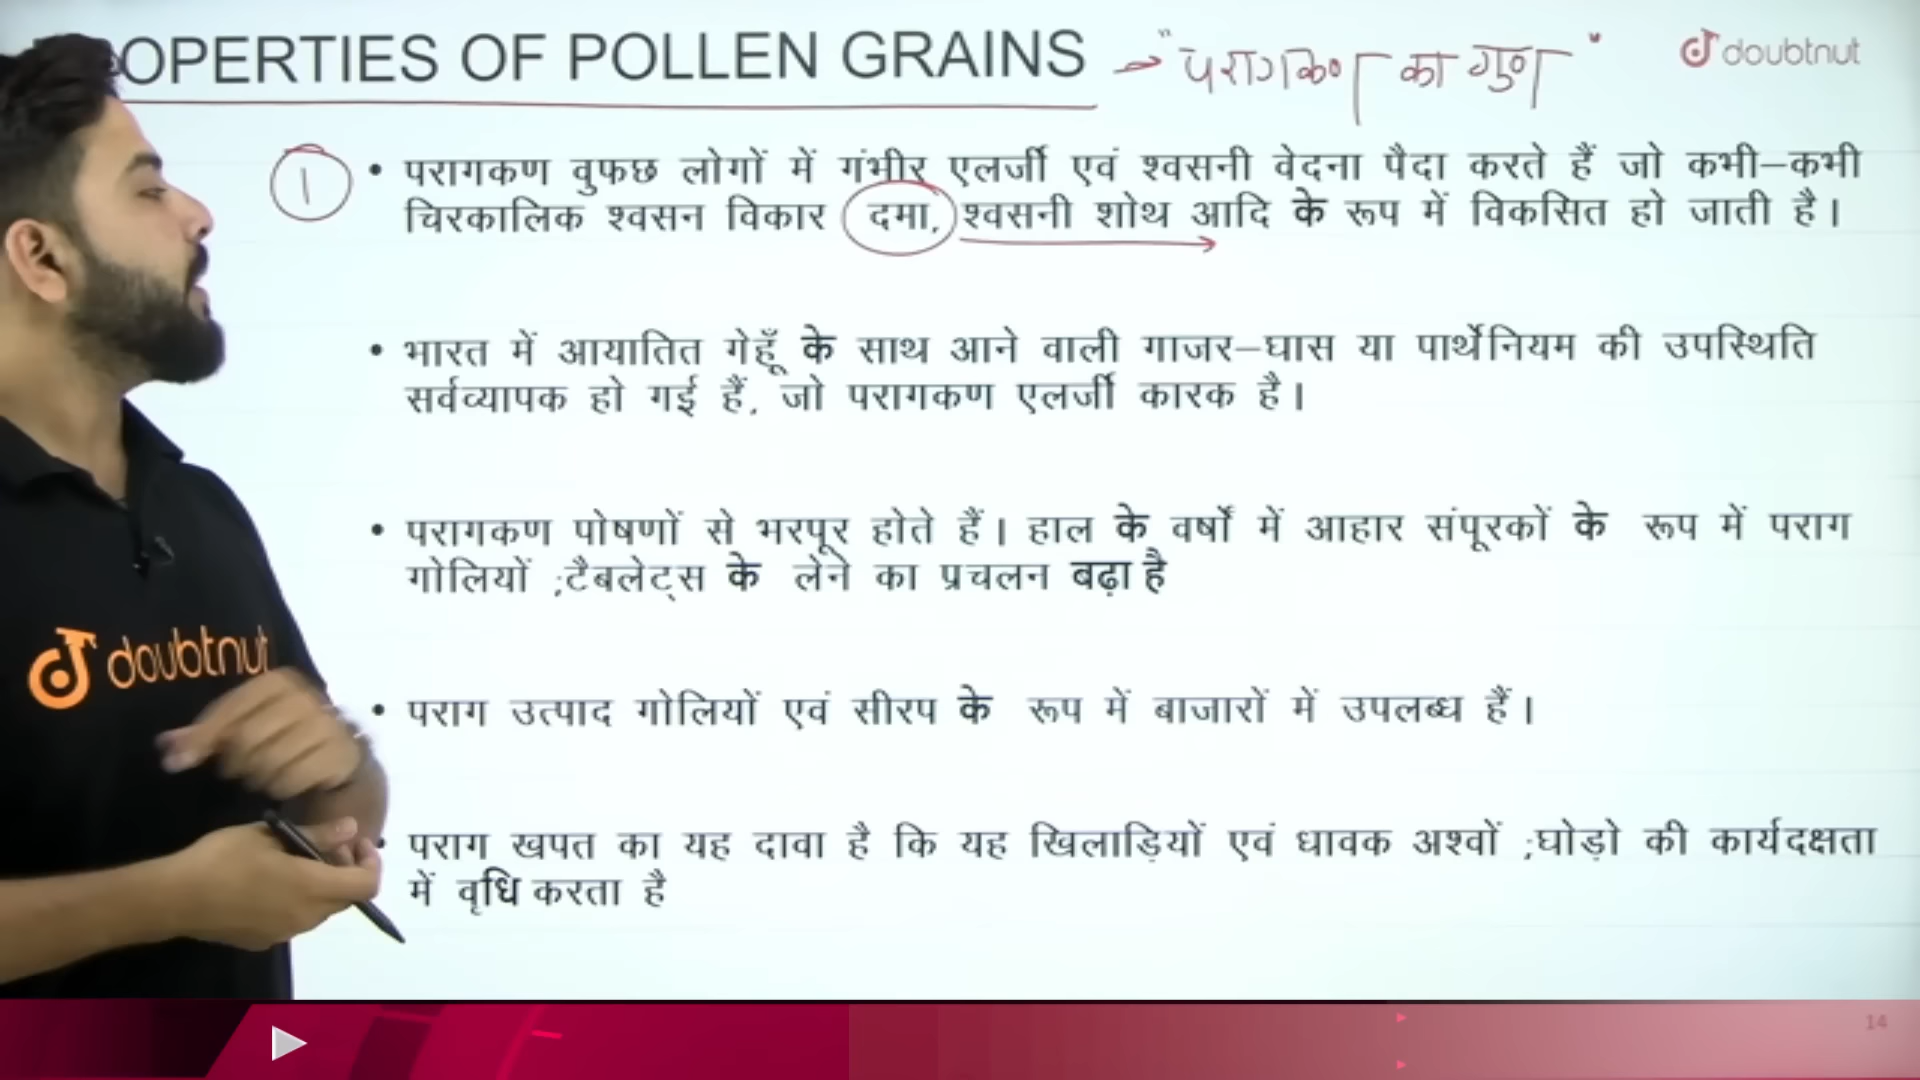 PROPERTIES OF POLLEN GRAINS → "परागकण का गुण"
doubtnut
1
• परागकण वुफछ लोगों में गंभीर एलर्जी एवं श्वसनी वेदना पैदा करते हैं जो कभी–कभी
चिरकालिक श्वसन विकार दमा, श्वसनी शोथ आदि के रूप में विकसित हो जाती है।
• भारत में आयातित गेहूँ के साथ आने वाली गाजर–घास या पार्थेनियम की उपस्थिति
सर्वव्यापक हो गई हैं, जो परागकण एलर्जी कारक है।
• परागकण पोषणों से भरपूर होते हैं। हाल के वर्षों में आहार संपूरकों के रूप में पराग
गोलियों ;टैबलेट्स के लेने का प्रचलन बढ़ा है
doubtnut
• पराग उत्पाद गोलियों एवं सीरप के रूप में बाजारों में उपलब्ध हैं।
• पराग खपत का यह दावा है कि यह खिलाड़ियों एवं धावक अश्वों ;घोड़ो की कार्यदक्षता
में वृधि करता है
14